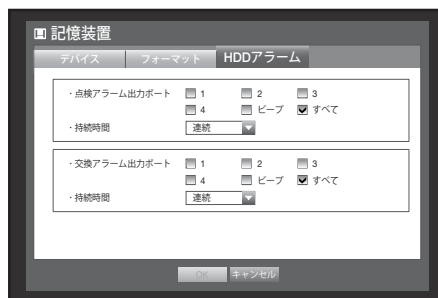 記憶装置
デバイス フォーマット HDDアラーム
・点検アラーム出力ポート 1 2 3
4 ビープ すべて
・持続時間 連続
・交換アラーム出力ポート 1 2 3
4 ビープ すべて
・持続時間 連続
OK キャンセル